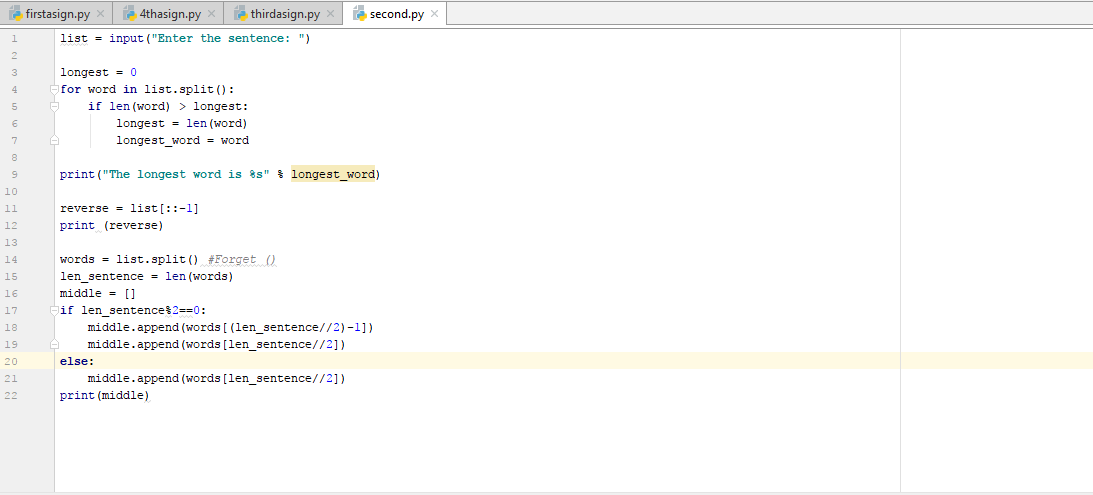 firstasign.py 4thasign.py thirdasign.py second.py
1 list = input("Enter the sentence: ")
2
3 longest = 0
4 for word in list.split():
5     if len(word) > longest:
6         longest = len(word)
7         longest_word = word
8
9 print("The longest word is %s" % longest_word)
10
11 reverse = list[::-1]
12 print (reverse)
13
14 words = list.split() #Forget ()
15 len_sentence = len(words)
16 middle = []
17 if len_sentence%2==0:
18     middle.append(words[(len_sentence//2)-1])
19     middle.append(words[len_sentence//2])
20 else:
21     middle.append(words[len_sentence//2])
22 print(middle)